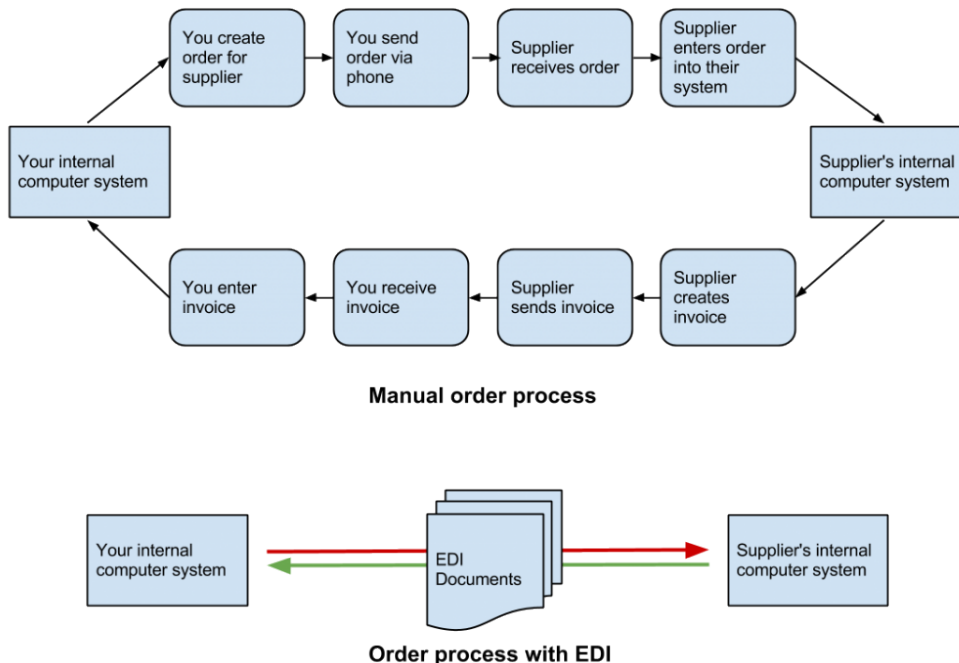 You create
order for
supplier
You send
order via
phone
Supplier
receives order
Supplier
enters order
into their
system
Your internal
computer system
Supplier's internal
computer system
You enter
invoice
You receive
invoice
Supplier
sends invoice
Supplier
creates
invoice
Manual order process
Your internal
computer system
EDI
Documents
Supplier's internal
computer system
Order process with EDI